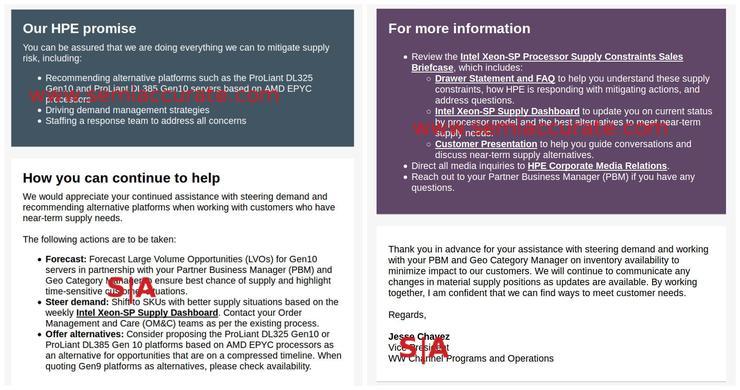 Our HPE promise
You can be assured that we are doing everything we can to mitigate supply
risk, including:
Recommending alternative platforms such as the ProLiant DL325
Gen10 and ProLiant DL385 Gen10 servers based on AMD EPYC
processors
www.semiaccurate.com
Driving demand management strategies
Staffing a response team to address all concerns
How you can continue to help
We would appreciate your continued assistance with steering demand and
recommending alternative platforms when working with customers who have
near-term supply needs.
The following actions are to be taken:
Forecast: Forecast Large Volume Opportunities (LVOs) for Gen10
servers in partnership with your Partner Business Manager (PBM) and
Geo Category Managers ensure best chance of supply and highlight
time-sensitive customer situations.
S|A
Steer demand: Shift to SKUs with better supply situations based on the
weekly Intel Xeon-SP Supply Dashboard. Contact your Order
Management and Care (OM&C) teams as per the existing process.
Offer alternatives: Consider proposing the ProLiant DL325 Gen10 or
ProLiant DL385 Gen 10 platforms based on AMD EPYC processors as
an alternative for opportunities that are on a compressed timeline. When
quoting Gen9 platforms as alternatives, please check availability.
For more information
Review the Intel Xeon-SP Processor Supply Constraints Sales
Briefcase, which includes:
Drawer Statement and FAQ to help you understand these supply
constraints, how HPE is responding with mitigating actions, and
address questions.
Intel Xeon-SP Supply Dashboard to update you on current status
by processor model and the best alternatives to meet near-term
supply needs.
www.semiaccurate.com
Customer Presentation to help you guide conversations and
discuss near-term supply alternatives.
Direct all media inquiries to HPE Corporate Media Relations.
Reach out to your Partner Business Manager (PBM) if you have any
questions.
Thank you in advance for your assistance with steering demand and working
with your PBM and Geo Category Manager on inventory availability to
minimize impact to our customers. We will continue to communicate any
changes in material supply positions as updates are available. By working
together, I am confident that we can find ways to meet customer needs.
Regards,
Jesse Chavez
Vice President
S|A
WW Channel Programs and Operations